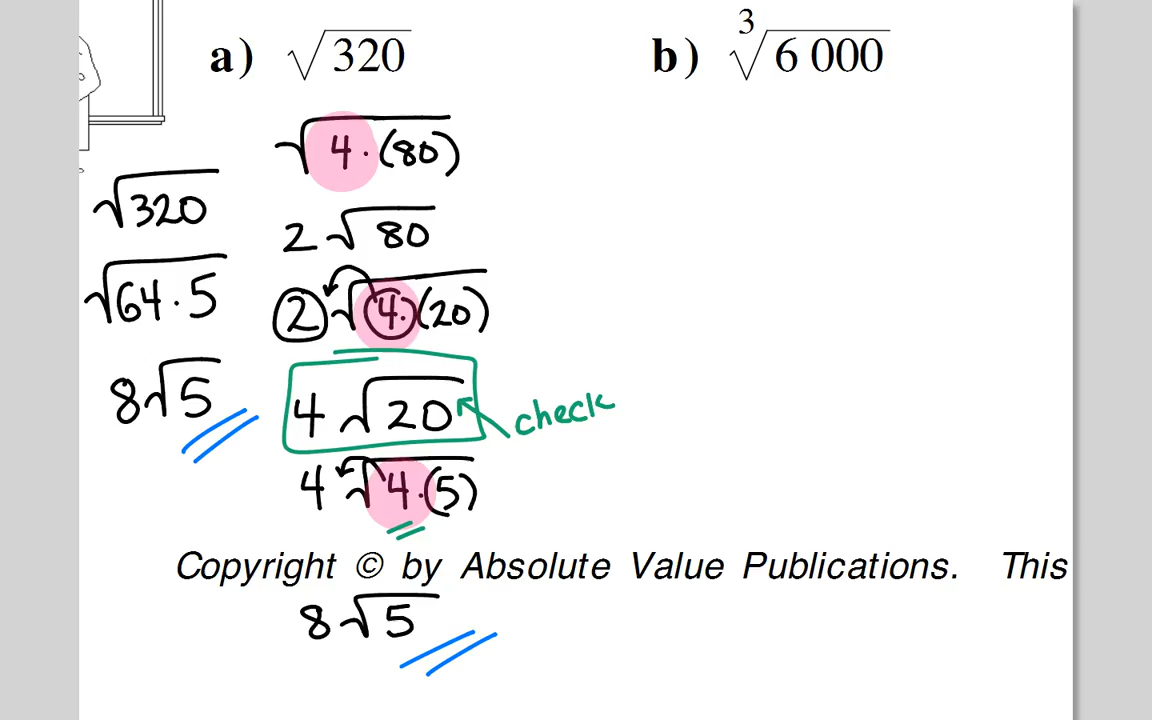 a) √320
b) ∛6 000
√4·(80)
√320
2√80
√64·5
2√4·(20)
8√5
4√20
check
4√4·(5)
Copyright © by Absolute Value Publications. This
8√5